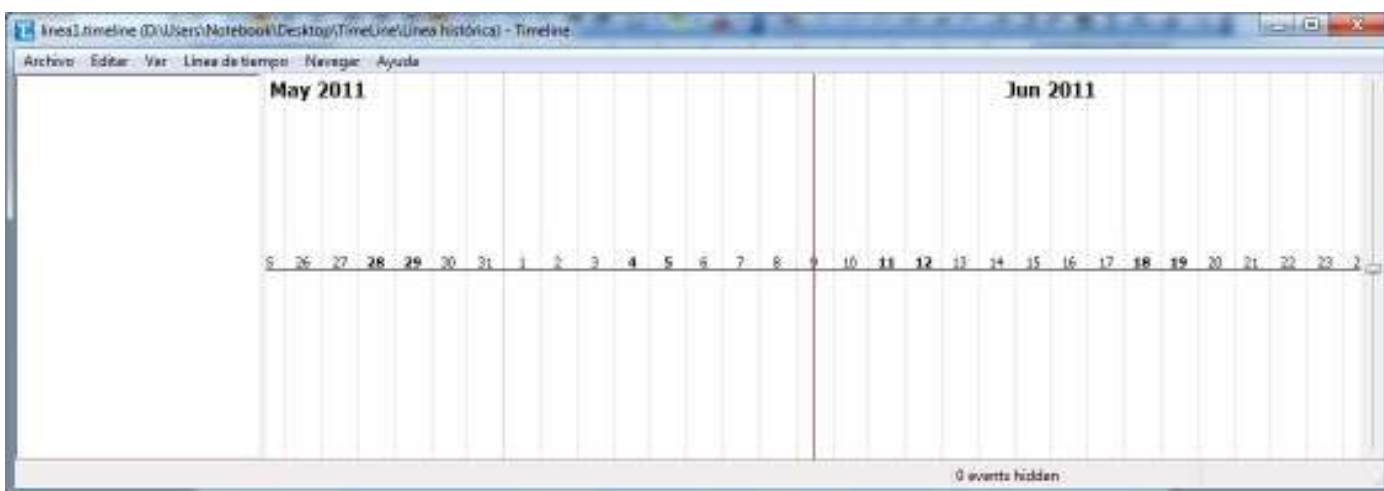 linea1.timeline (D:\Users\Notebook\Desktop\TimeLine\Línea histórica) - Timeline
Archivo Editar Ver Línea de tiempo Navegar Ayuda
May 2011 Jun 2011
26 27 28 29 30 31 1 2 3 4 5 6 7 8 9 10 11 12 13 14 15 16 17 18 19 20 21 22 23 2
0 events hidden